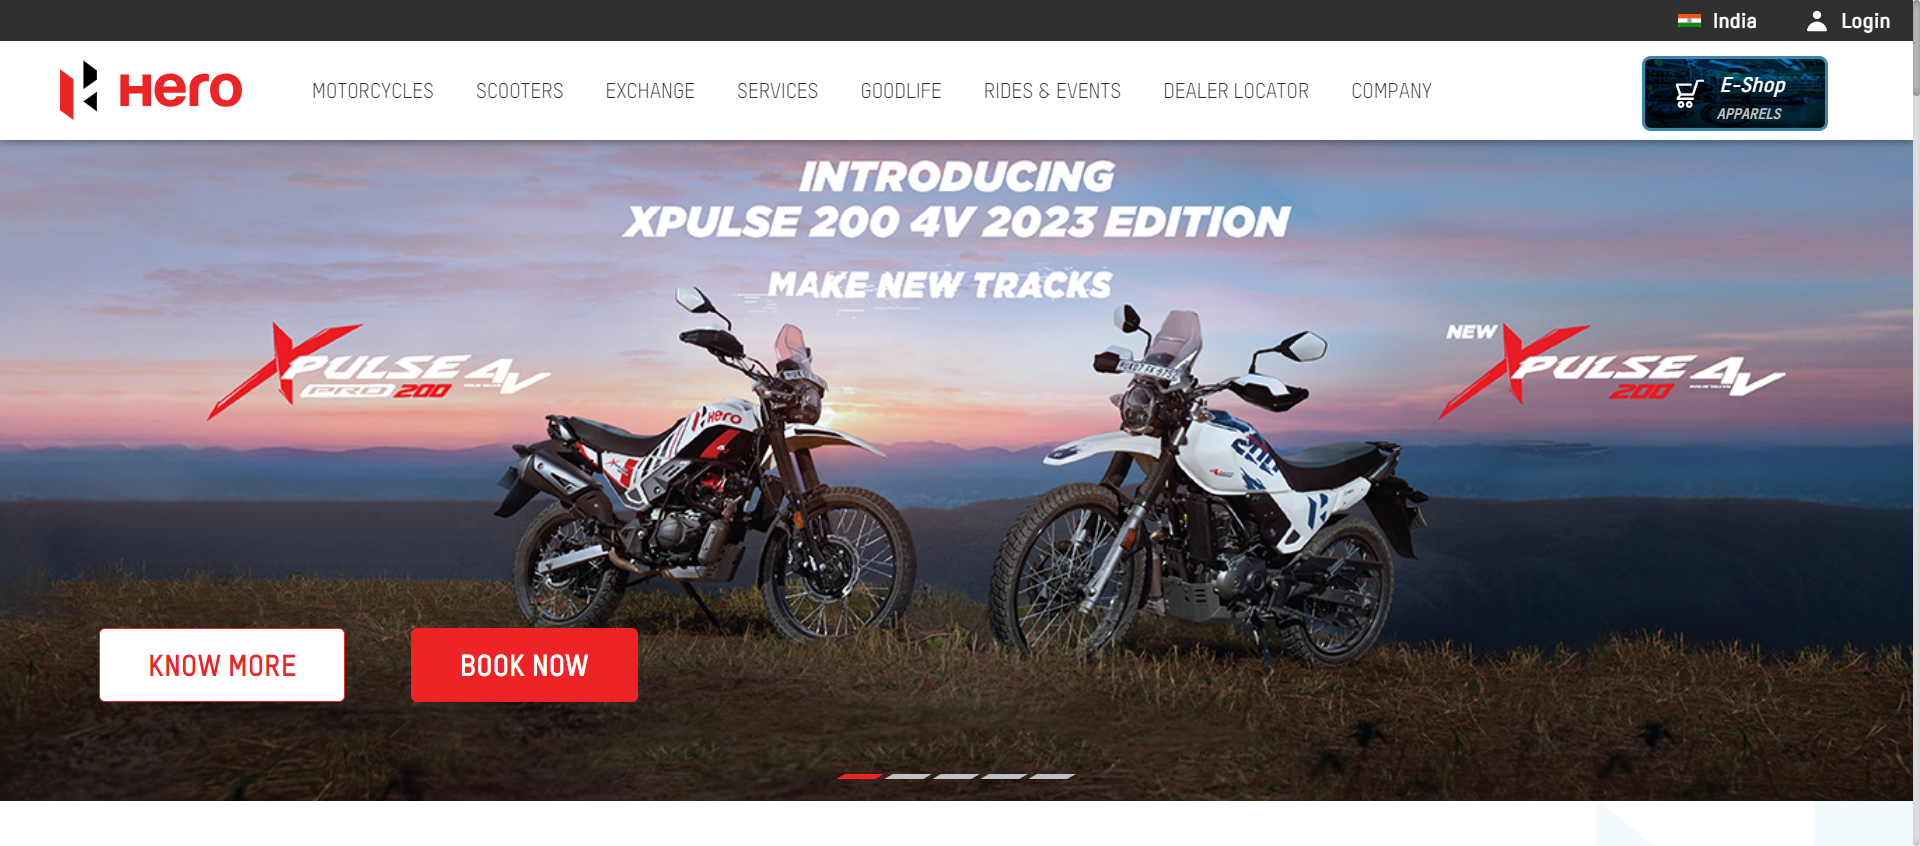 India
Login
Hero
MOTORCYCLES
SCOOTERS
EXCHANGE
SERVICES
GOODLIFE
RIDES & EVENTS
DEALER LOCATOR
COMPANY
E-Shop
APPARELS
INTRODUCING
XPULSE 200 4V 2023 EDITION
MAKE NEW TRACKS
XPULSE 4V
PRO 200
NEW XPULSE 4V
200
Hero
KNOW MORE
BOOK NOW